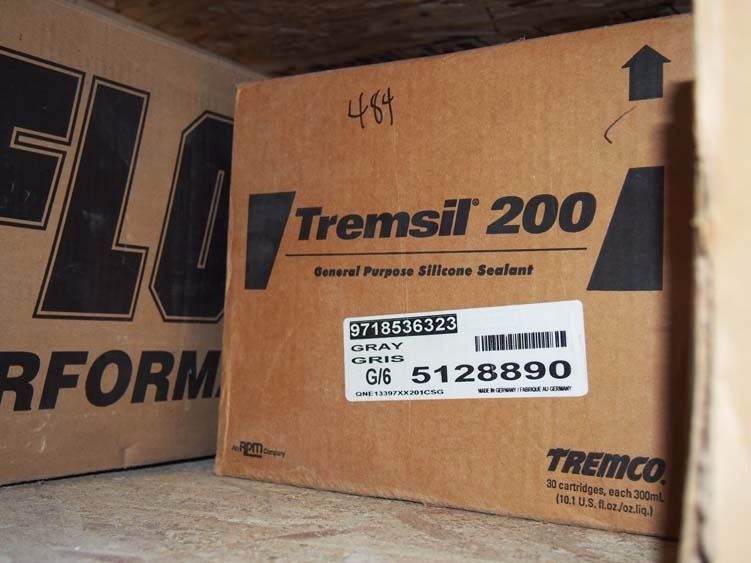 FLO
RFORM
484
Tremsil® 200
General Purpose Silicone Sealant
9718536323
GRAY
GRIS
G/6 5128890
QNE13397XX201CSG
MADE IN GERMANY / FABRIQUÉ AU GERMANY
An RPM Company
TREMCO.
30 cartridges, each 300mL
(10.1 U.S. fl.oz./oz.liq.)